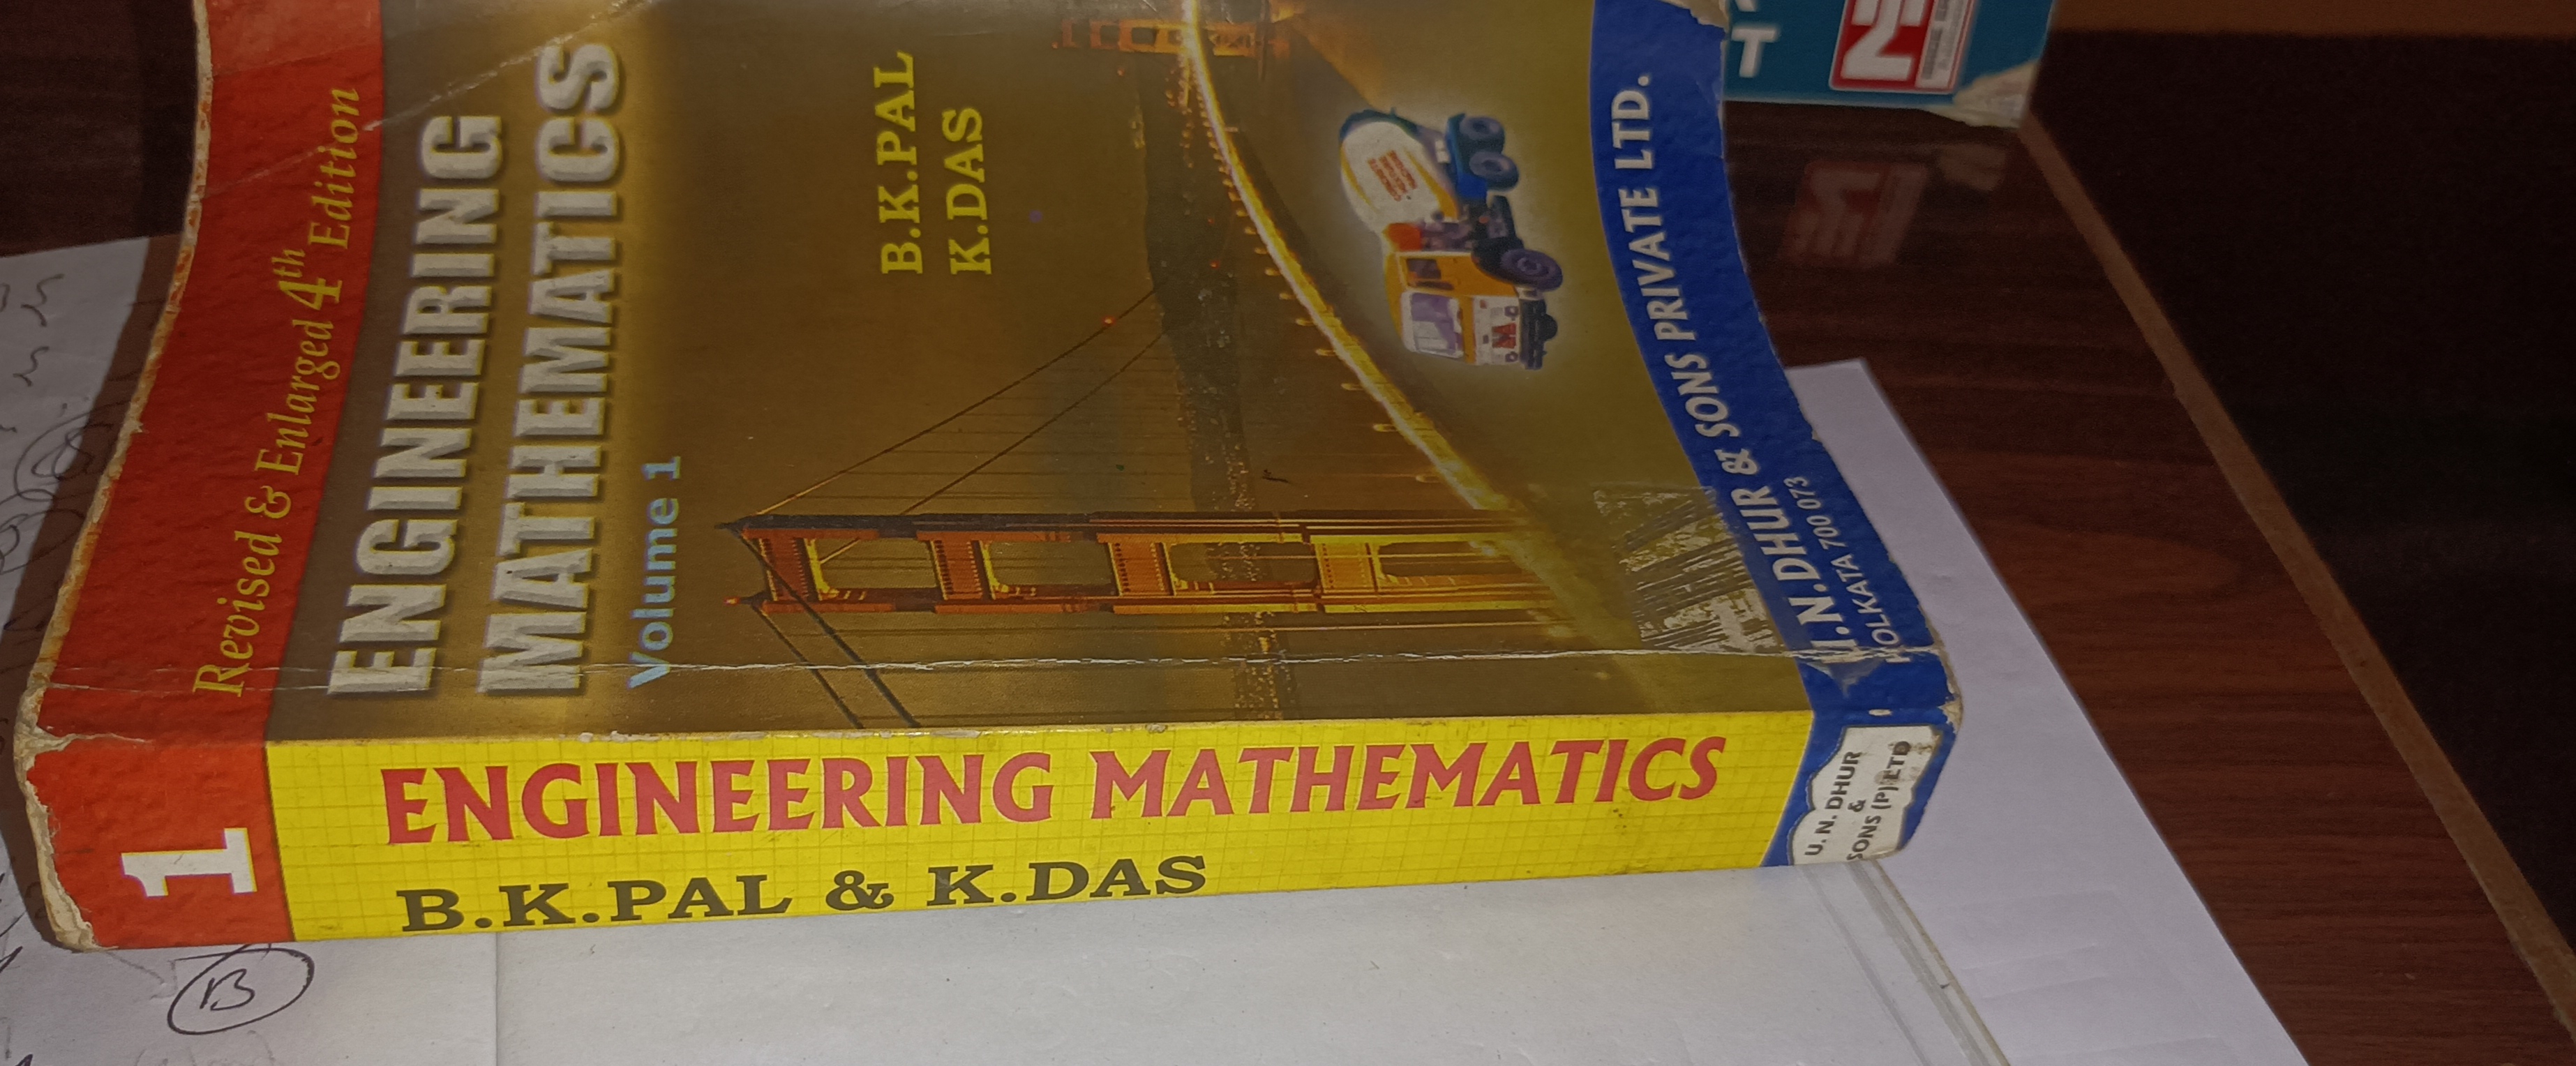 Revised & Enlarged 4th Edition
ENGINEERING
MATHEMATICS
Volume 1
B.K.PAL
K.DAS
U.N.DHUR & SONS PRIVATE LTD.
KOLKATA 700 073
1
ENGINEERING MATHEMATICS
B.K.PAL & K.DAS
U. N. DHUR
&
SONS (P) LTD
B